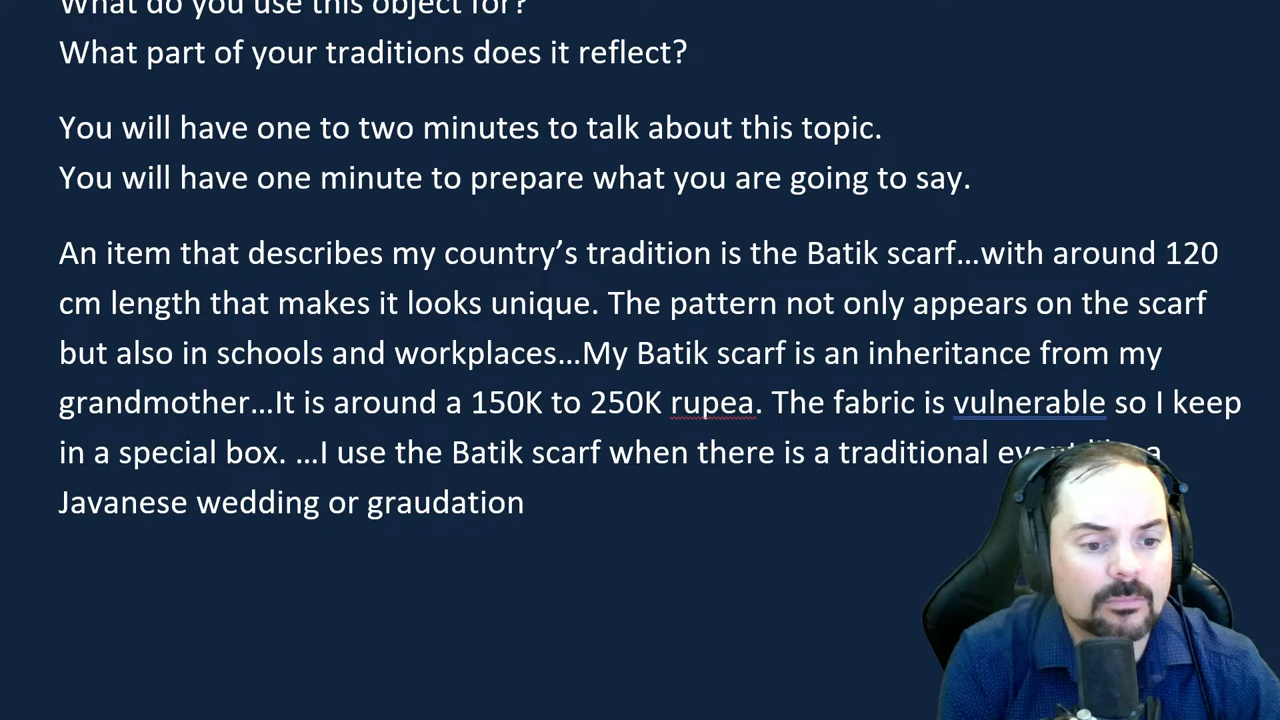 What do you use this object for?
What part of your traditions does it reflect?
You will have one to two minutes to talk about this topic.
You will have one minute to prepare what you are going to say.
An item that describes my country’s tradition is the Batik scarf…with around 120
cm length that makes it looks unique. The pattern not only appears on the scarf
but also in schools and workplaces…My Batik scarf is an inheritance from my
grandmother…It is around a 150K to 250K rupea. The fabric is vulnerable so I keep
in a special box. …I use the Batik scarf when there is a traditional a
Javanese wedding or graudation